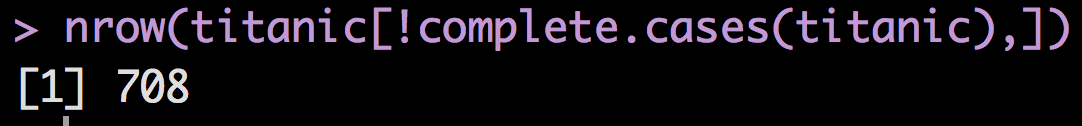 > nrow(titanic[!complete.cases(titanic),])
[1] 708